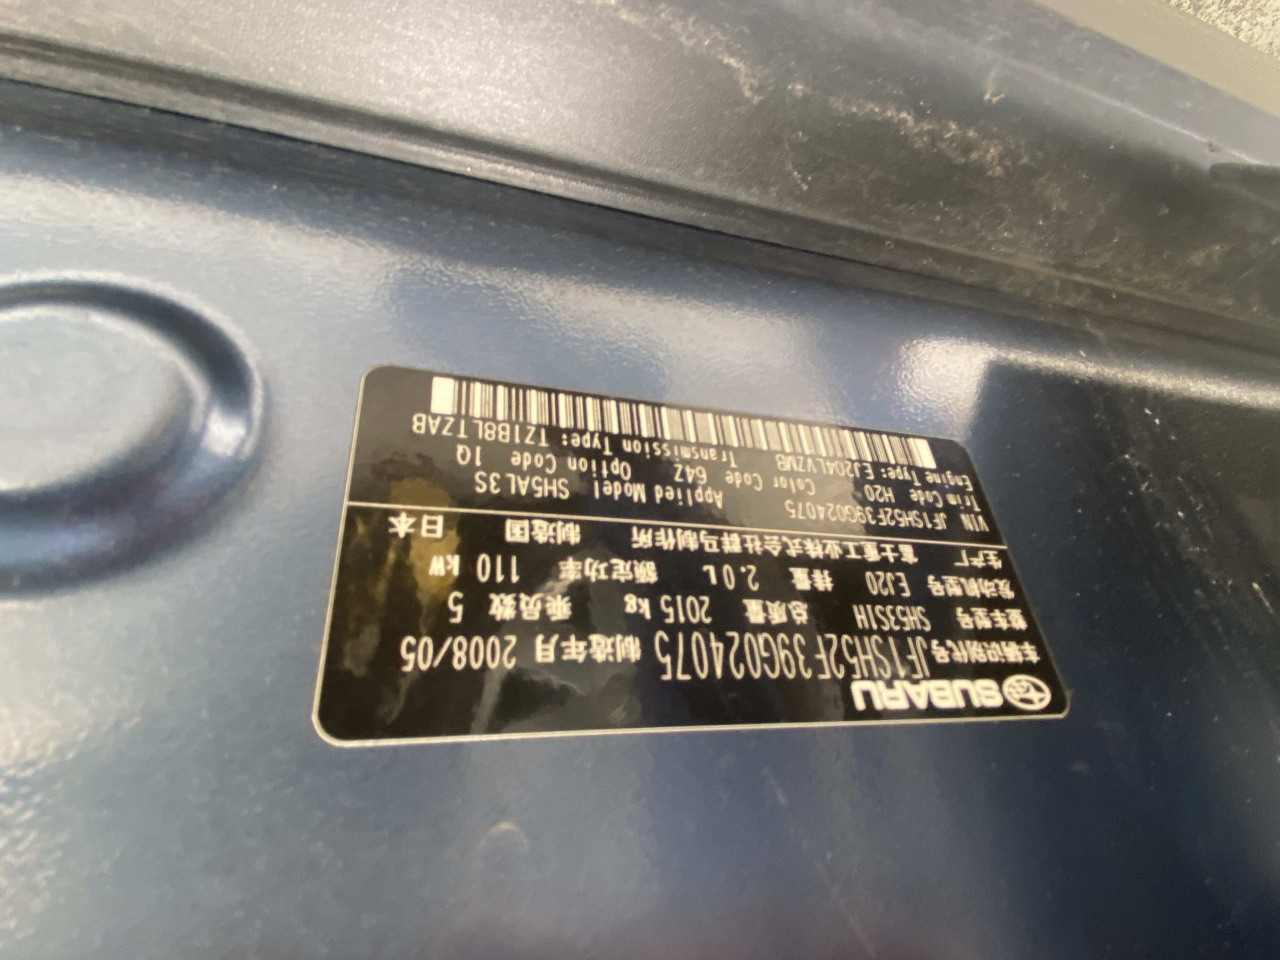 SUBARU
车辆识别代号 JF1SH52F39G024075 制造年月 2008/05
整车型号 SH53S1H 总质量 2015 kg 乘员数 5
发动机型号 EJ20 排量 2.0 L 额定功率 110 kW
生产厂 富士重工业株式会社群马制作所 制造国 日本
VIN JF1SH52F39G024075 Applied Model SH5AL3S
Trim Code H20 Color Code 64Z Option Code 1Q
Engine Type: EJ204LVZMB Transmission Type: TZ1B8LTZAB